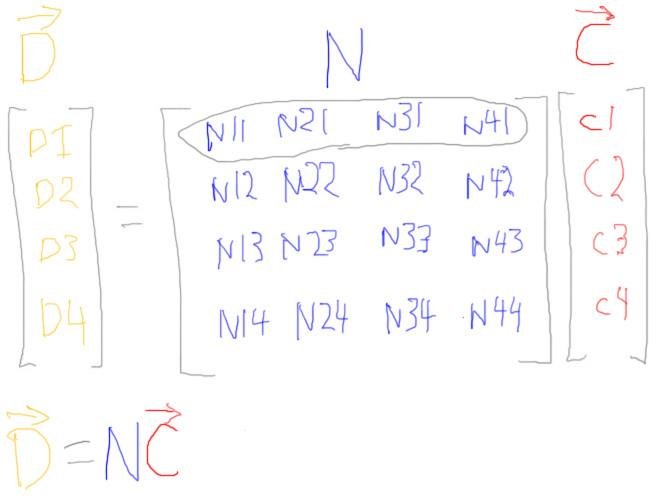 D N C
D1 N11 N21 N31 N41 C1
D2 = N12 N22 N32 N42 C2
D3 N13 N23 N33 N43 C3
D4 N14 N24 N34 N44 C4
D = NC